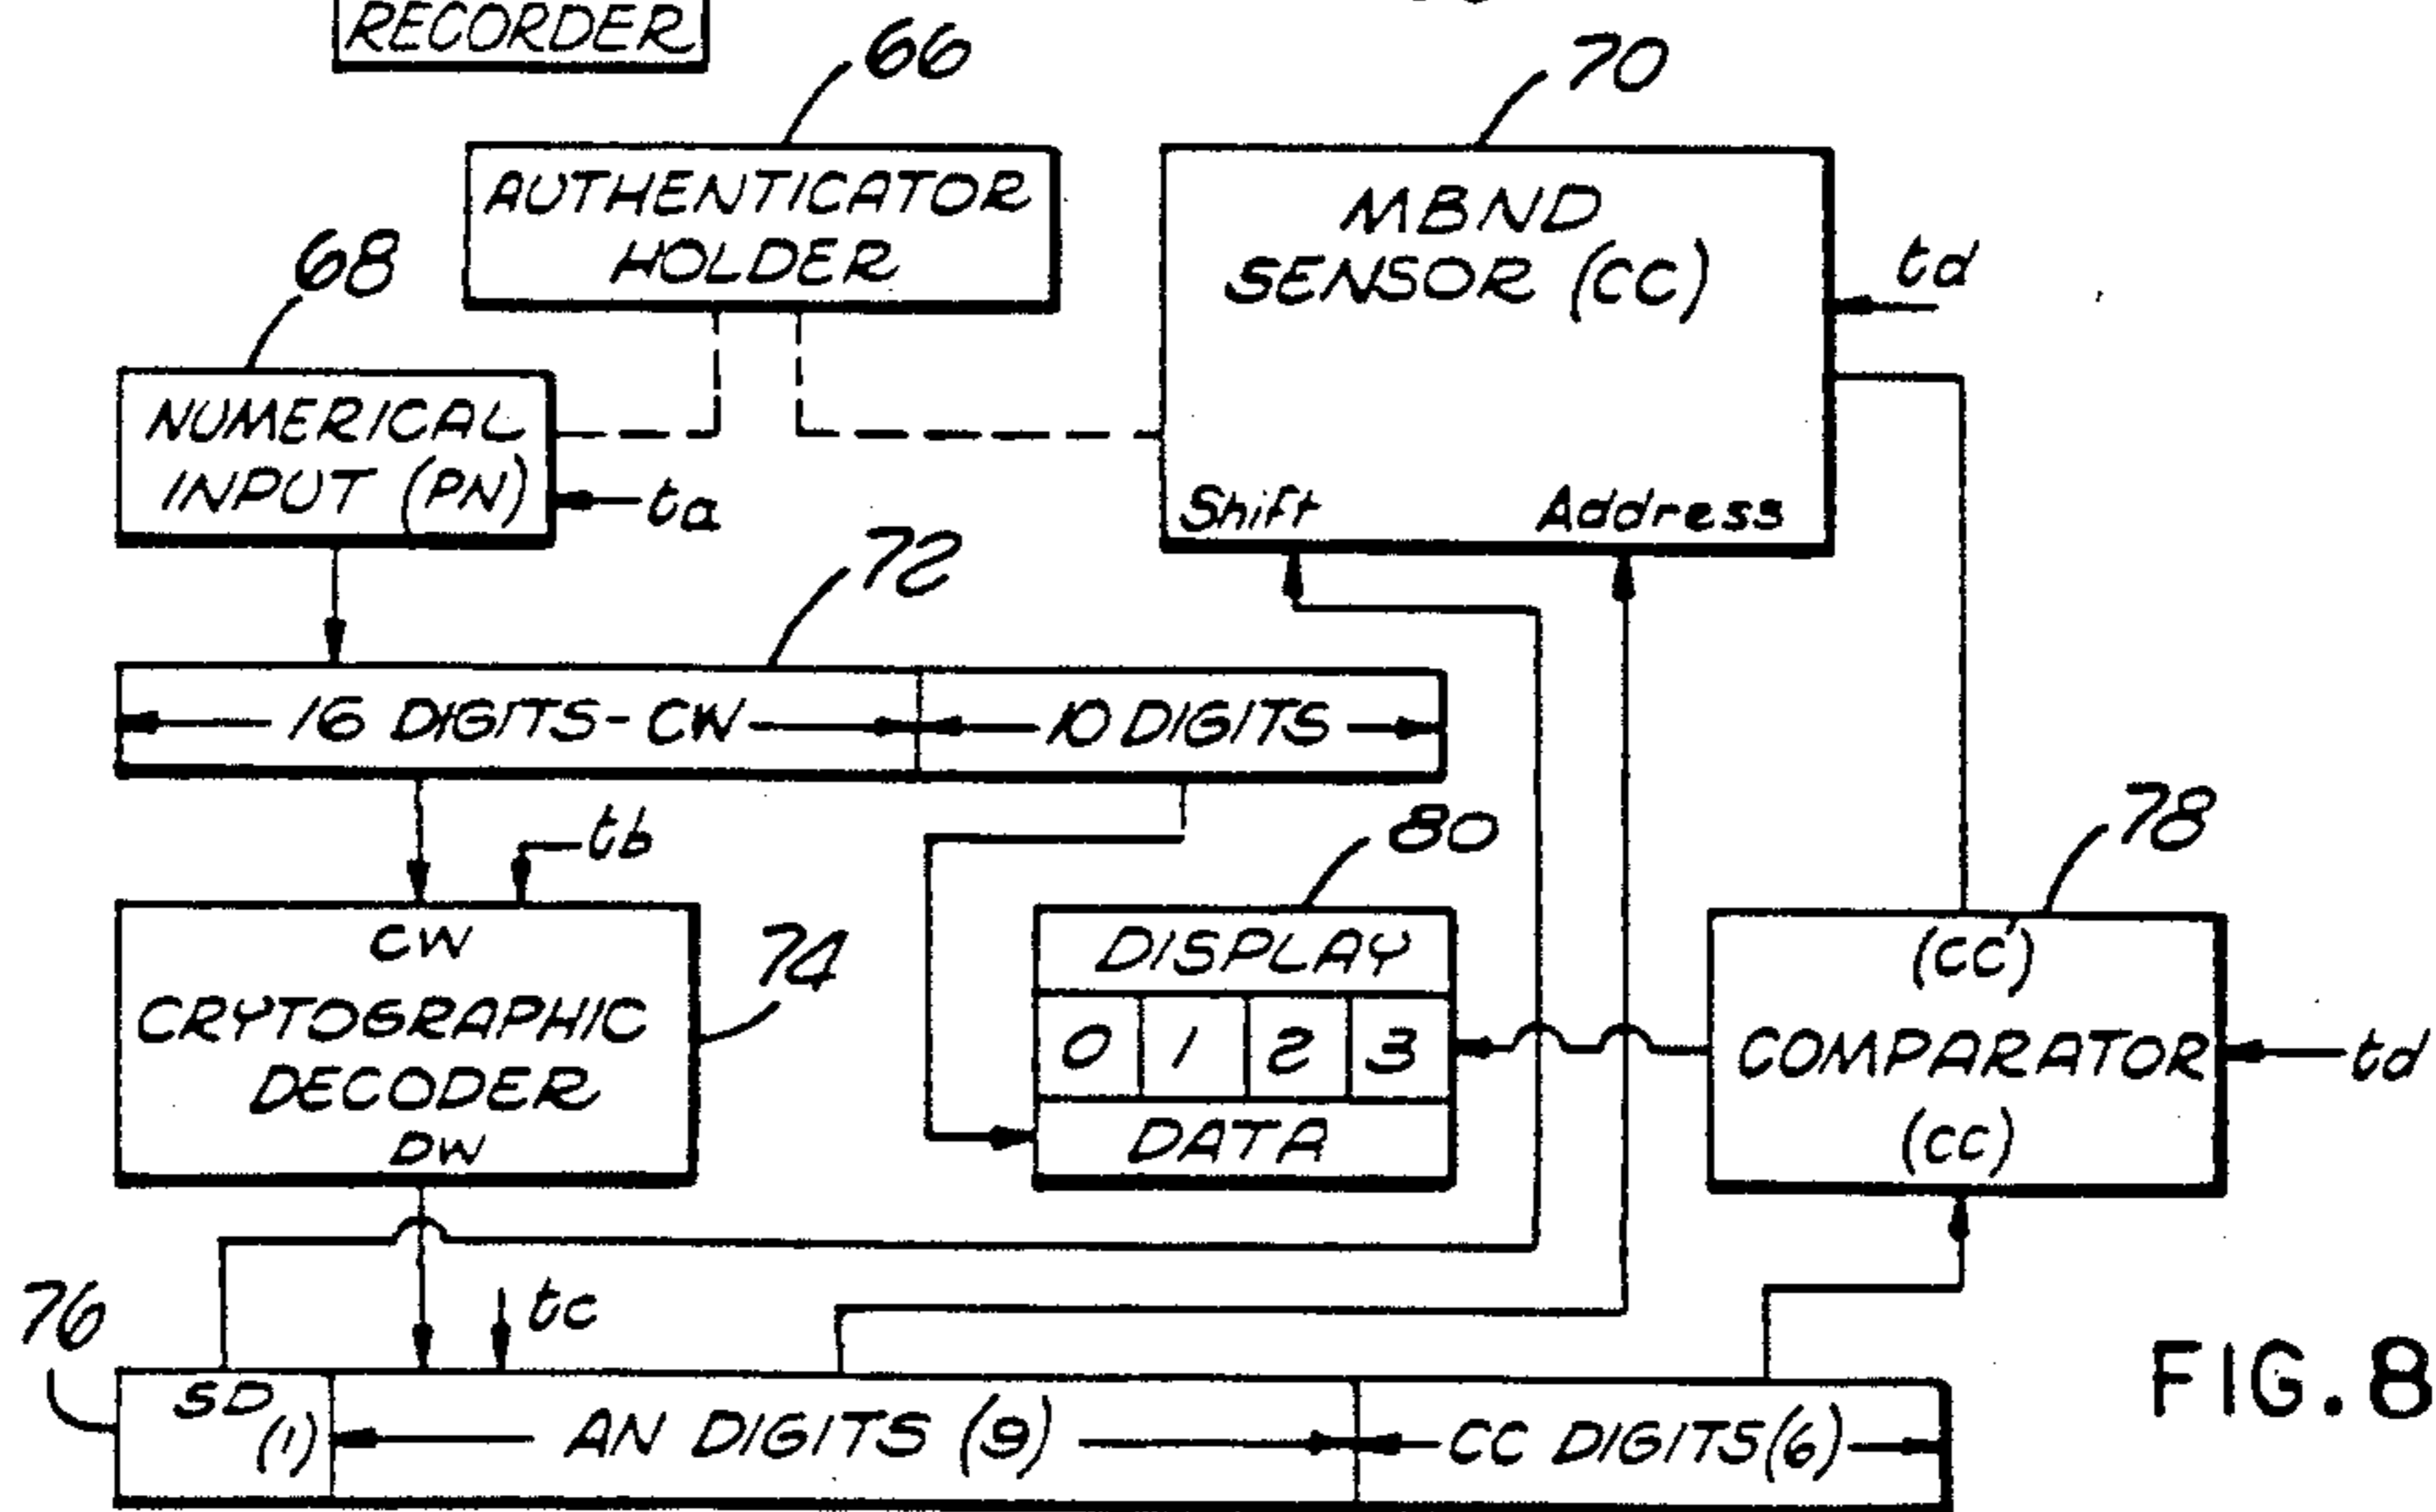 RECORDER
66
70
AUTHENTICATOR
HOLDER
MBND
SENSOR (CC)
td
68
NUMERICAL
INPUT (PN)
ta
Shift
Address
72
16 DIGITS-CW
10 DIGITS
tb
80
78
CW
CRYTOGRAPHIC
DECODER
DW
74
DISPLAY
0 1 2 3
DATA
(CC')
COMPARATOR
(CC)
td
76
tc
SD
(1)
AN DIGITS (9)
CC DIGITS(6)
FIG.8